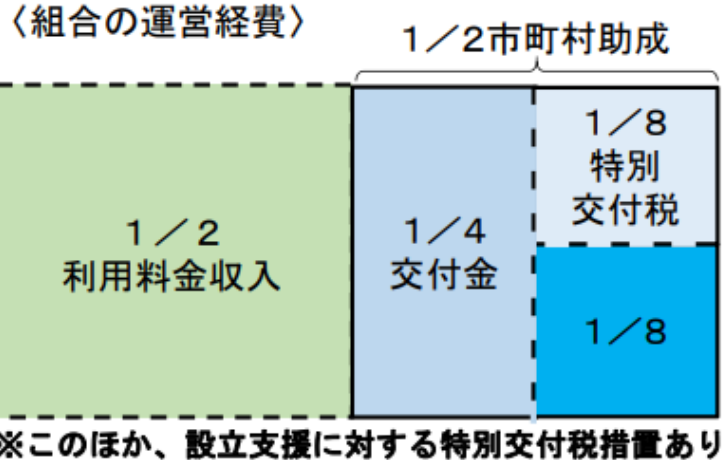 〈組合の運営経費〉
1/2市町村助成
1/2
利用料金収入
1/4
交付金
1/8
特別
交付税
1/8
※このほか、設立支援に対する特別交付税措置あり